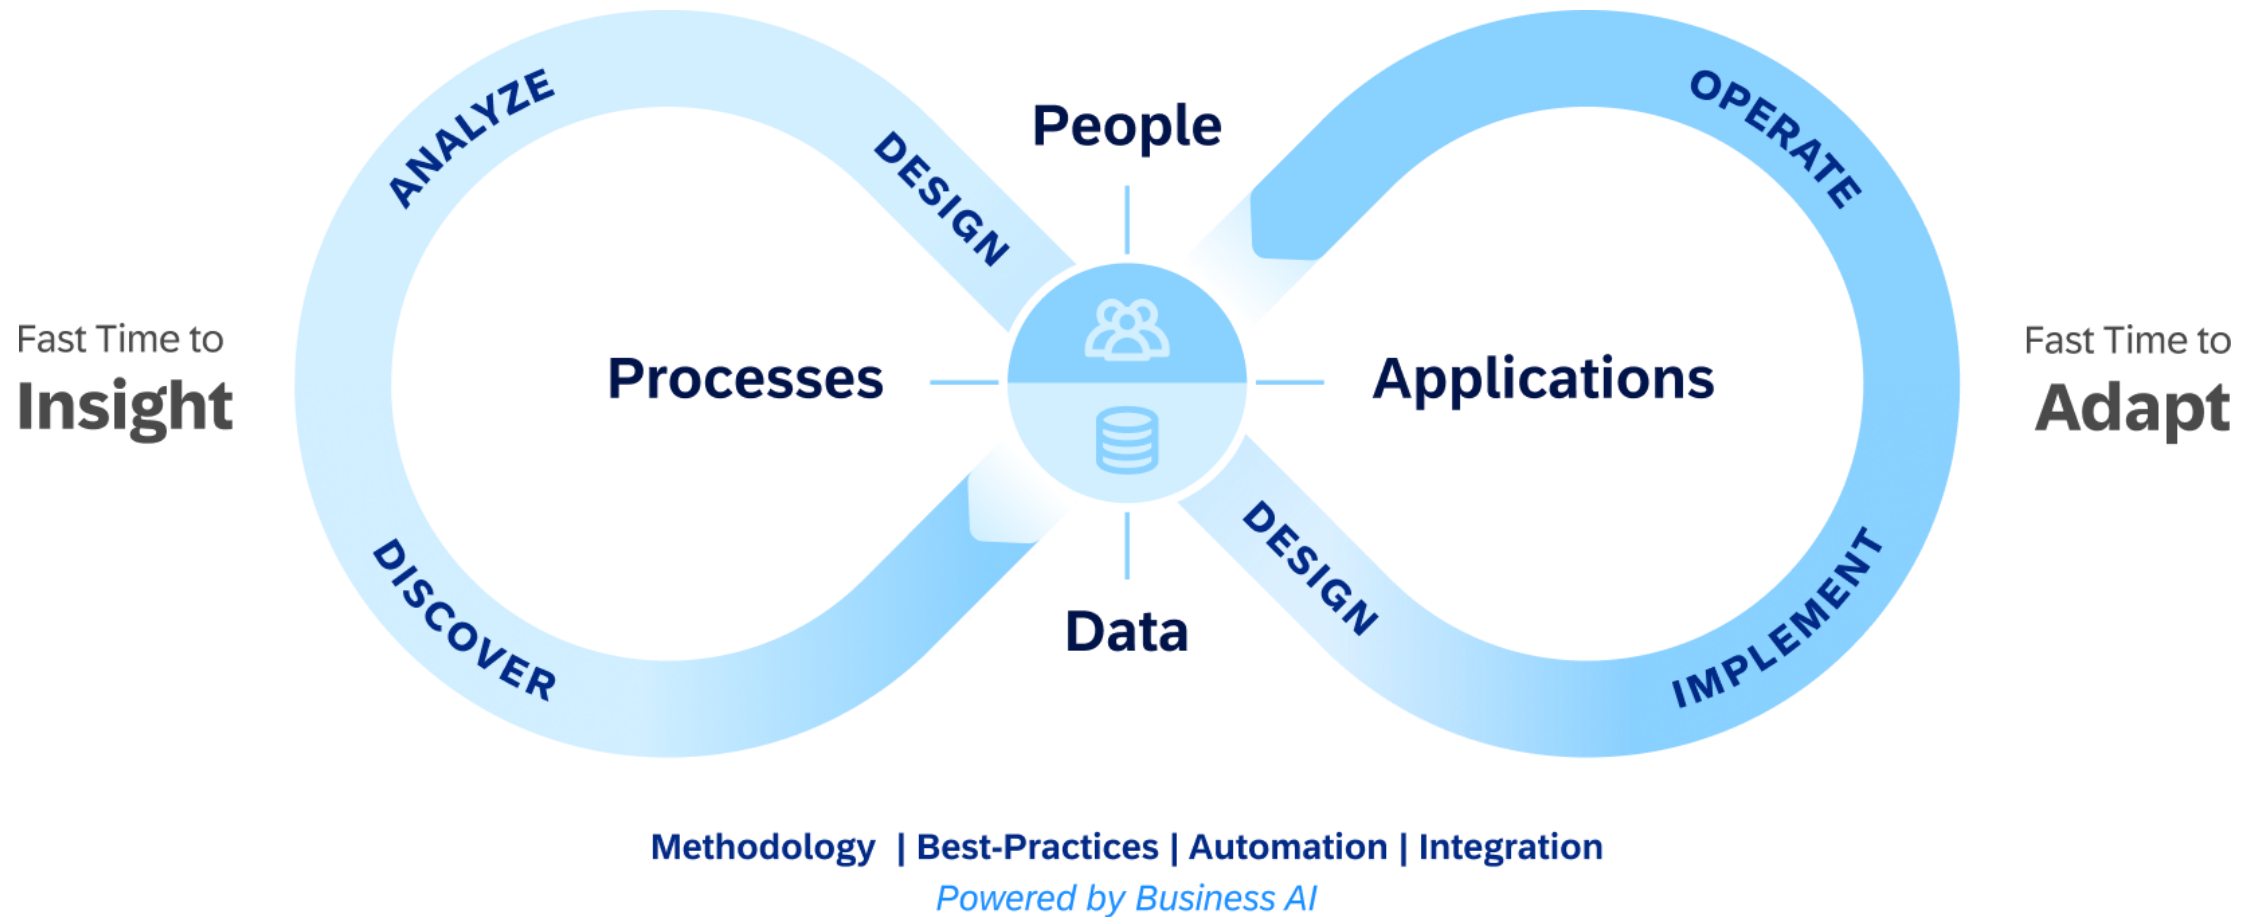 ANALYZE
DESIGN
People
OPERATE
Fast Time to
Insight
Processes
Applications
Fast Time to
Adapt
DISCOVER
Data
DESIGN
IMPLEMENT
Methodology | Best-Practices | Automation | Integration
Powered by Business AI